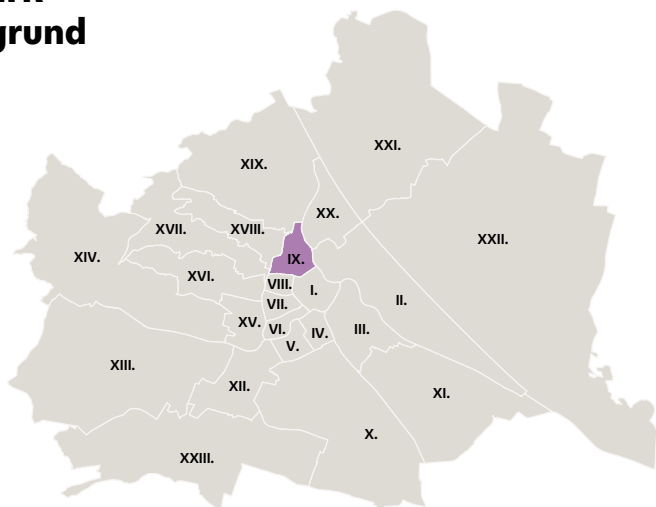 grund
XXI.
XIX.
XX.
XVII.
XVIII.
XXII.
XIV.
IX.
XVI.
VIII.
I.
II.
VII.
XV.
VI.
IV.
III.
V.
XIII.
XII.
XI.
X.
XXIII.